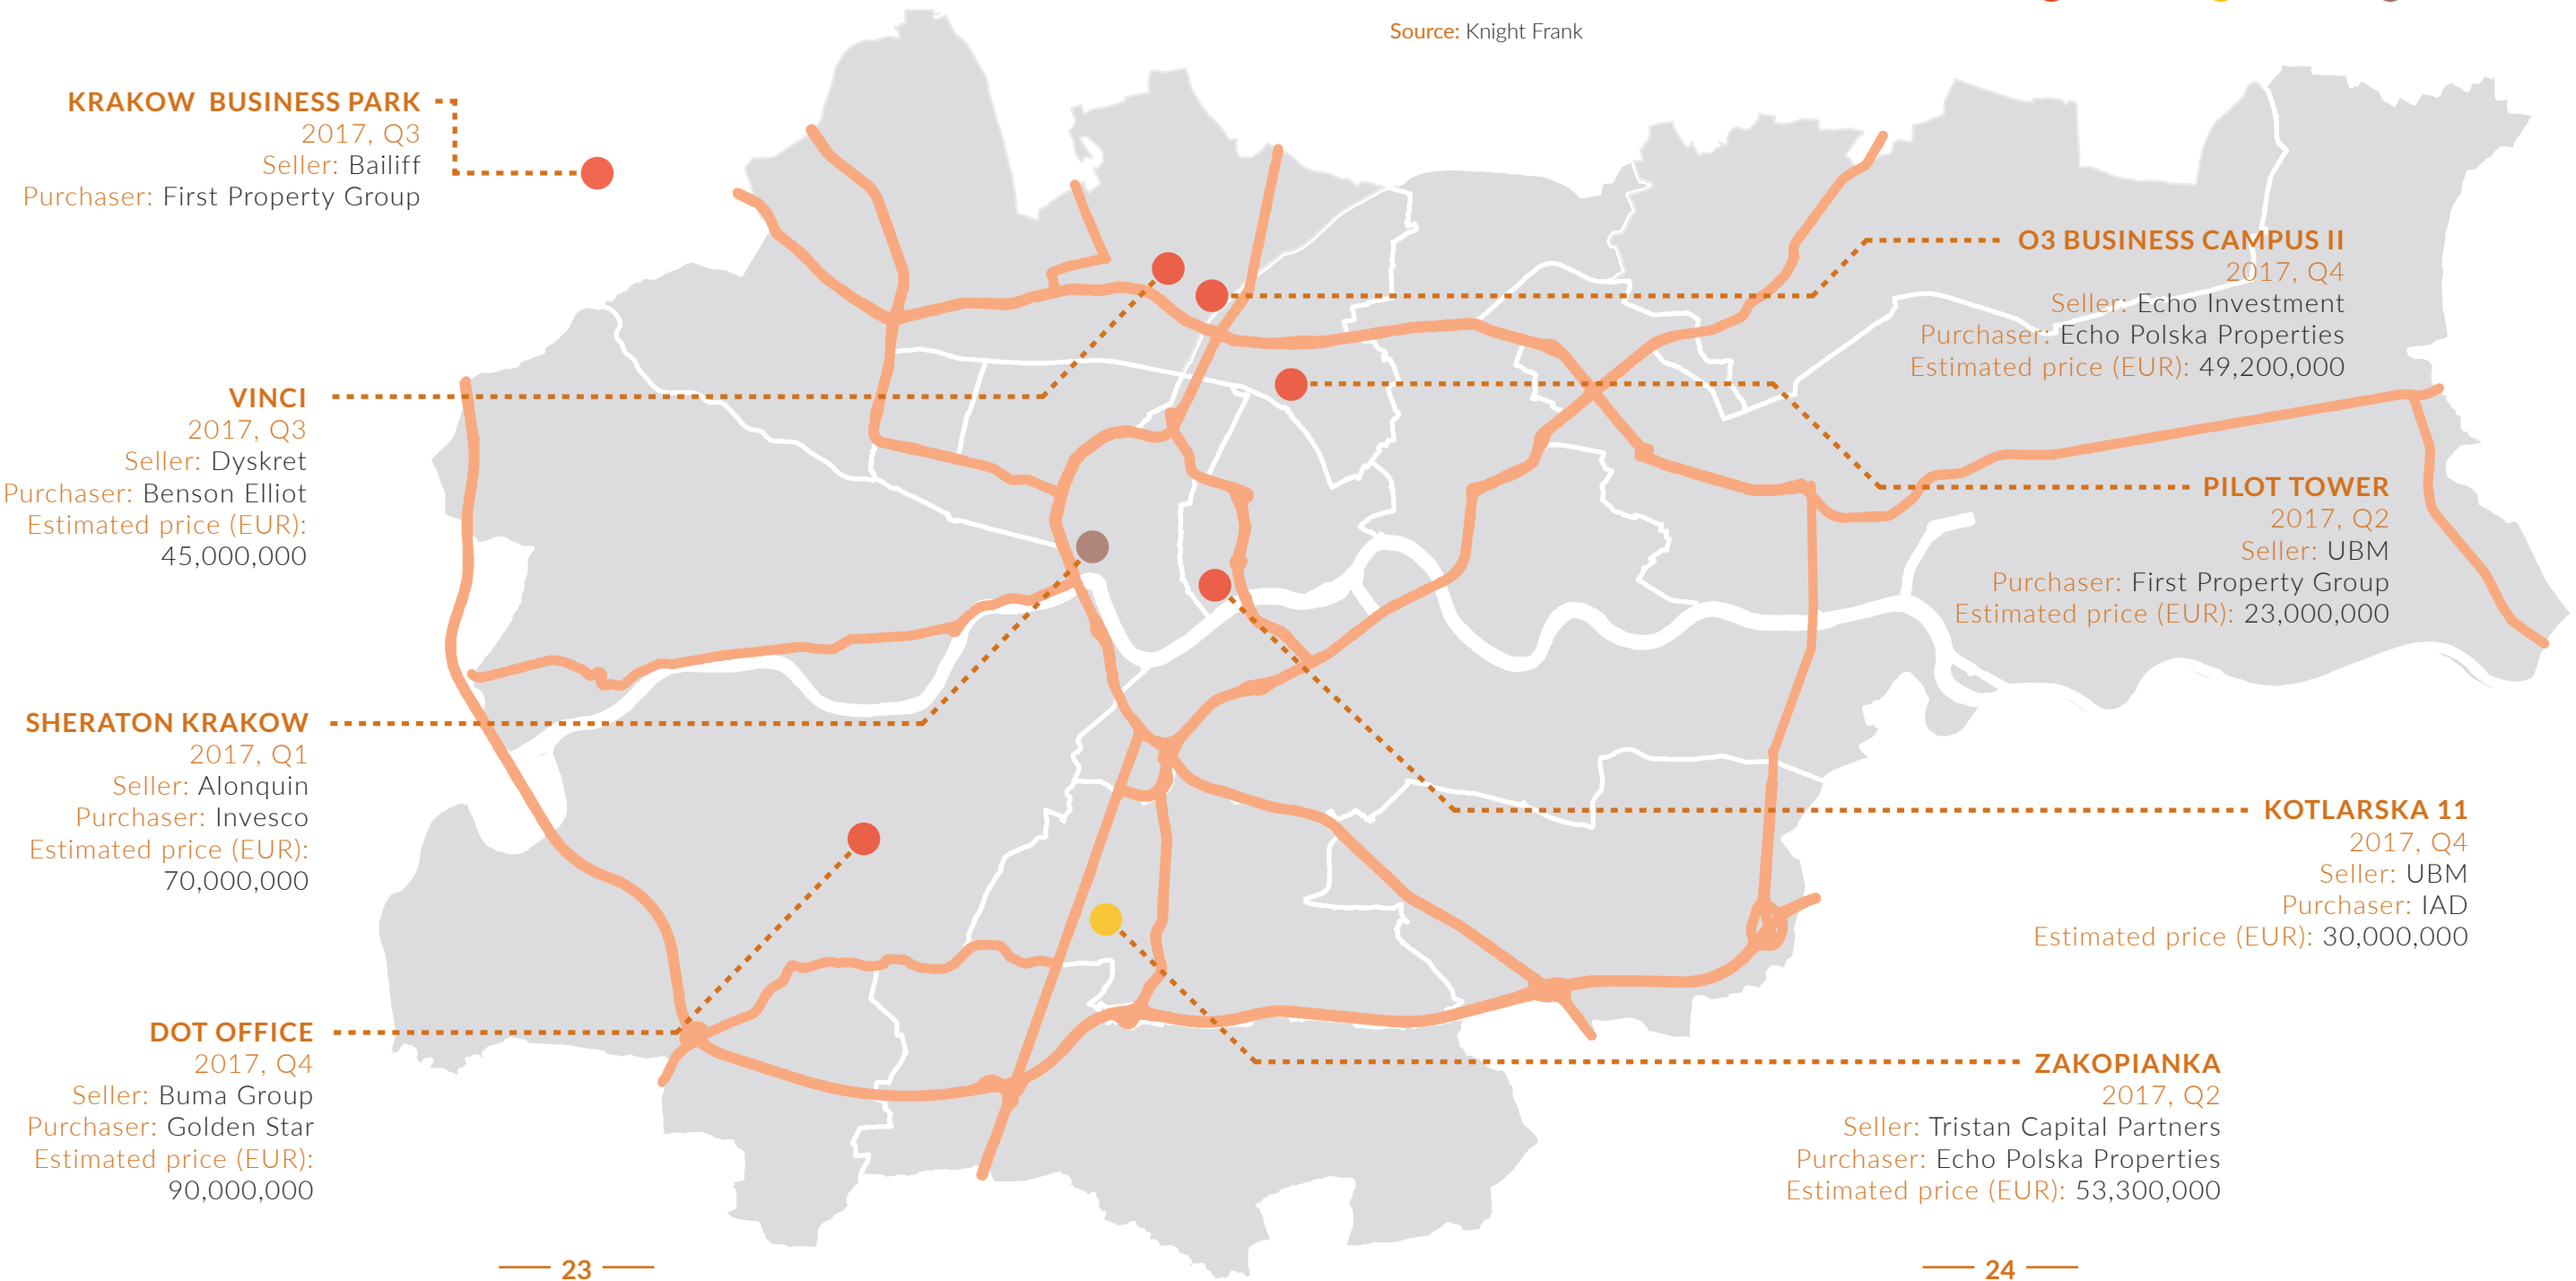 Source: Knight Frank
KRAKOW BUSINESS PARK
2017, Q3
Seller: Bailiff
Purchaser: First Property Group
VINCI
2017, Q3
Seller: Dyskret
Purchaser: Benson Elliot
Estimated price (EUR):
45,000,000
SHERATON KRAKOW
2017, Q1
Seller: Alonquin
Purchaser: Invesco
Estimated price (EUR):
70,000,000
DOT OFFICE
2017, Q4
Seller: Buma Group
Purchaser: Golden Star
Estimated price (EUR):
90,000,000
O3 BUSINESS CAMPUS II
2017, Q4
Seller: Echo Investment
Purchaser: Echo Polska Properties
Estimated price (EUR): 49,200,000
PILOT TOWER
2017, Q2
Seller: UBM
Purchaser: First Property Group
Estimated price (EUR): 23,000,000
KOTLARSKA 11
2017, Q4
Seller: UBM
Purchaser: IAD
Estimated price (EUR): 30,000,000
ZAKOPIANKA
2017, Q2
Seller: Tristan Capital Partners
Purchaser: Echo Polska Properties
Estimated price (EUR): 53,300,000
23
24